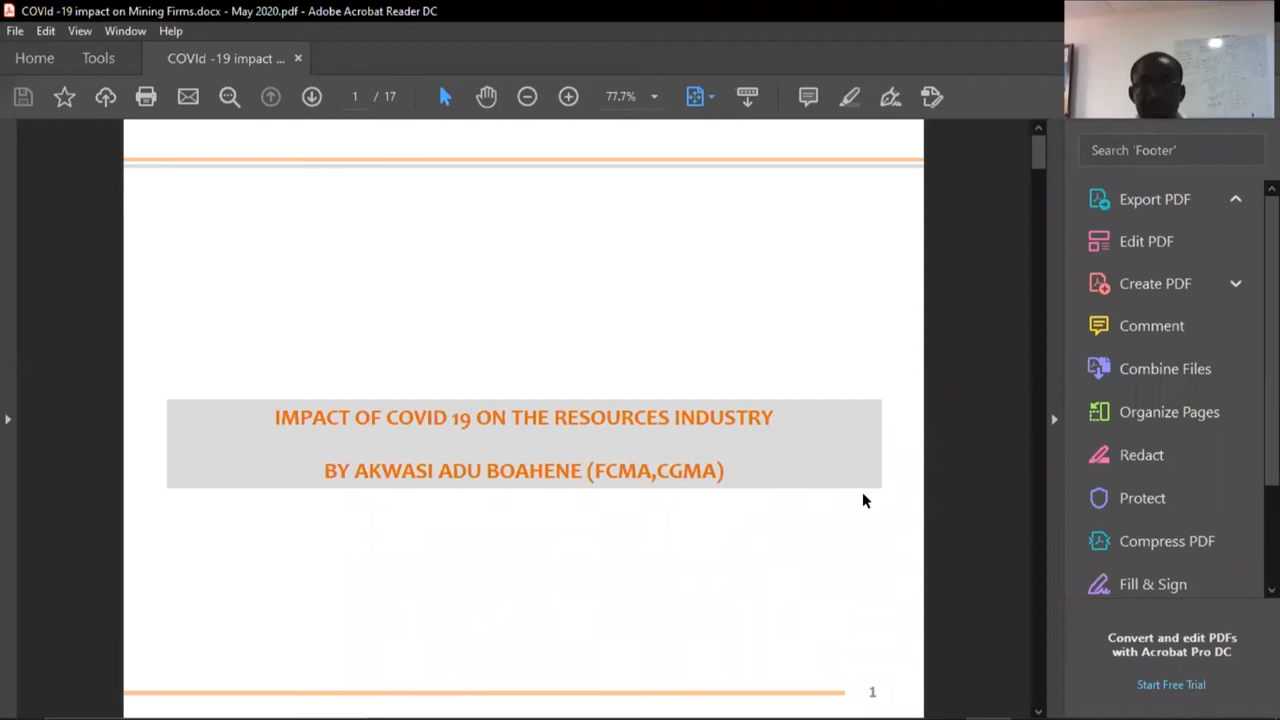 COVId -19 impact on Mining Firms.docx - May 2020.pdf - Adobe Acrobat Reader DC
File Edit View Window Help
Home Tools COVId -19 impact ... ×
1 / 17 77.7%
Search 'Footer'
Export PDF
Edit PDF
Create PDF
Comment
Combine Files
Organize Pages
Redact
Protect
Compress PDF
Fill & Sign
Convert and edit PDFs
with Acrobat Pro DC
Start Free Trial
IMPACT OF COVID 19 ON THE RESOURCES INDUSTRY
BY AKWASI ADU BOAHENE (FCMA,CGMA)
1